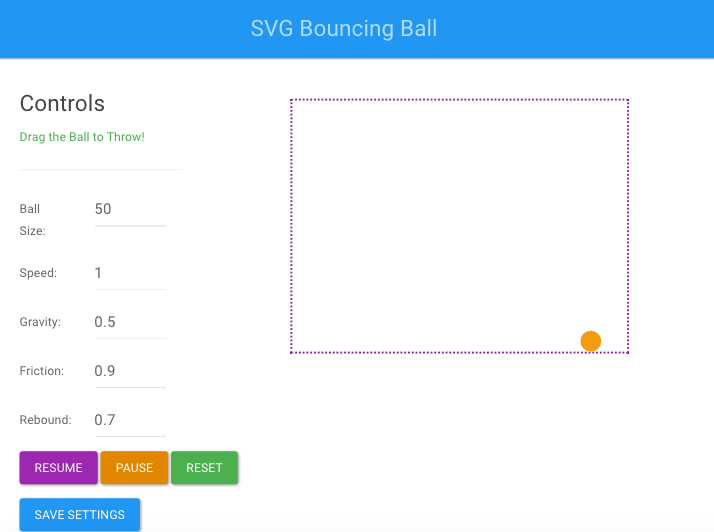 SVG Bouncing Ball
Controls
Drag the Ball to Throw!
Ball
Size:
50
Speed:
1
Gravity:
0.5
Friction:
0.9
Rebound:
0.7
RESUME
PAUSE
RESET
SAVE SETTINGS